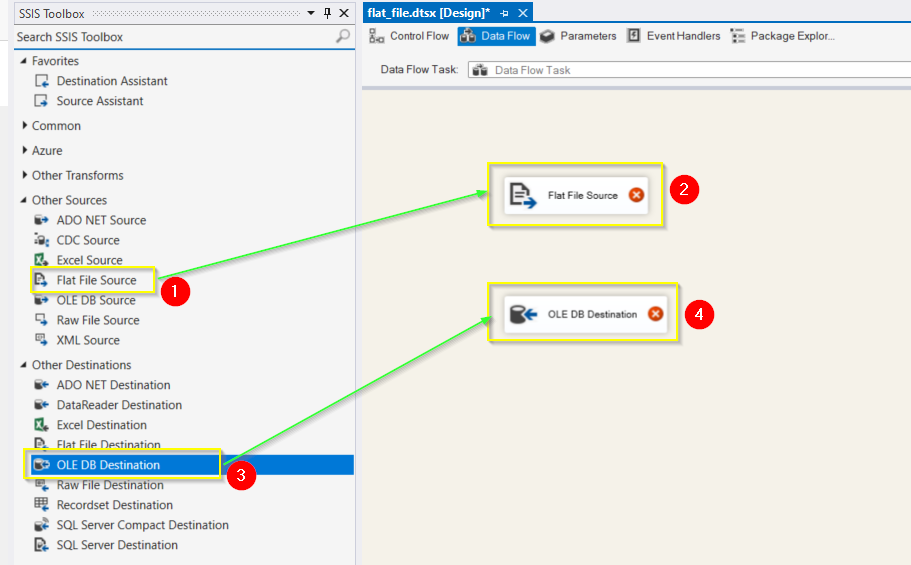 SSIS Toolbox
Search SSIS Toolbox
Favorites
Destination Assistant
Source Assistant
Common
Azure
Other Transforms
Other Sources
ADO NET Source
CDC Source
Excel Source
Flat File Source
1
OLE DB Source
Raw File Source
XML Source
Other Destinations
ADO NET Destination
DataReader Destination
Excel Destination
Flat File Destination
OLE DB Destination
3
Raw File Destination
Recordset Destination
SQL Server Compact Destination
SQL Server Destination
flat_file.dtsx [Design]*
Control Flow
Data Flow
Parameters
Event Handlers
Package Explor...
Data Flow Task:
Data Flow Task
Flat File Source
2
OLE DB Destination
4